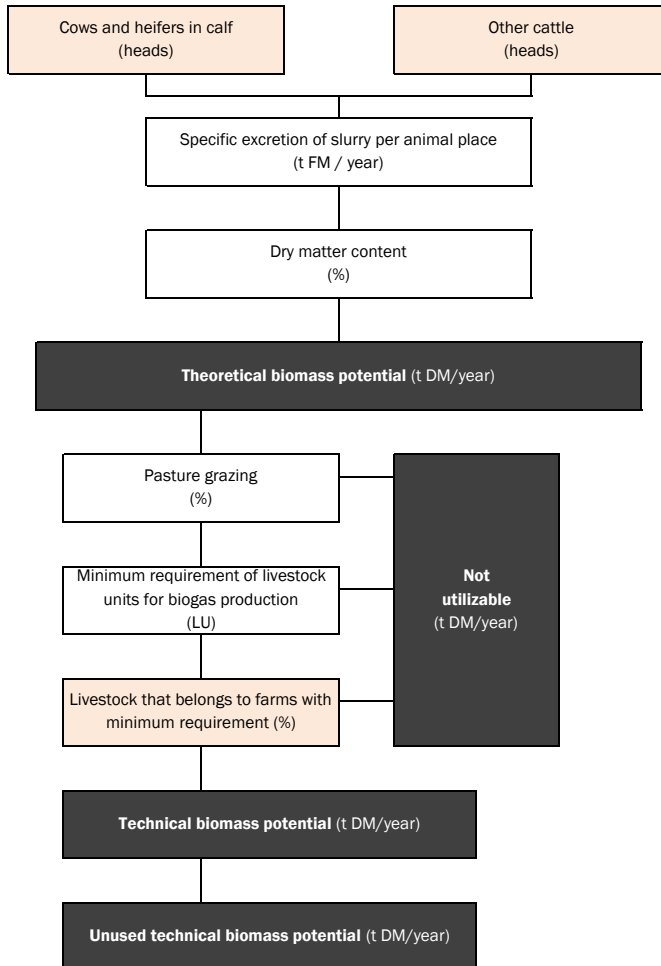 Cows and heifers in calf
(heads)
Other cattle
(heads)
Specific excretion of slurry per animal place
(t FM / year)
Dry matter content
(%)
Theoretical biomass potential (t DM/year)
Pasture grazing
(%)
Minimum requirement of livestock
units for biogas production
(LU)
Not
utilizable
(t DM/year)
Livestock that belongs to farms with
minimum requirement (%)
Technical biomass potential (t DM/year)
Unused technical biomass potential (t DM/year)